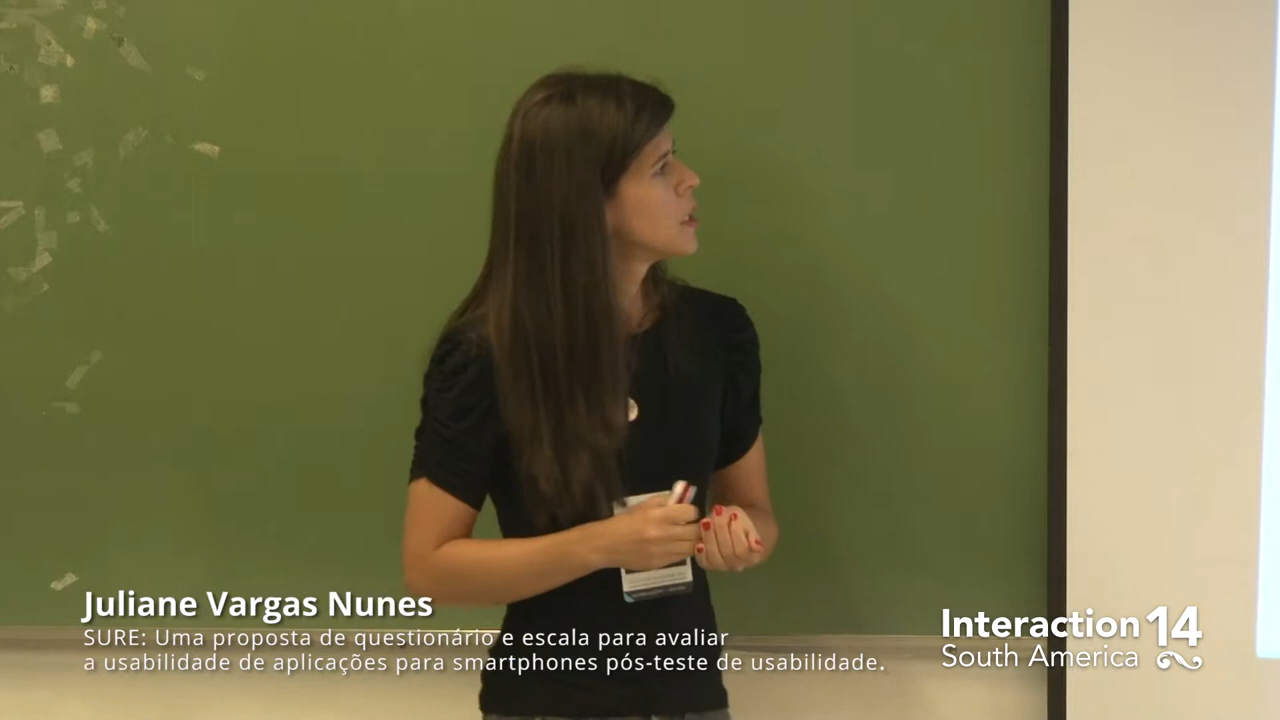 Juliane Vargas Nunes
SURE: Uma proposta de questionário e escala para avaliar
a usabilidade de aplicações para smartphones pós-teste de usabilidade.
Interaction 14
South America